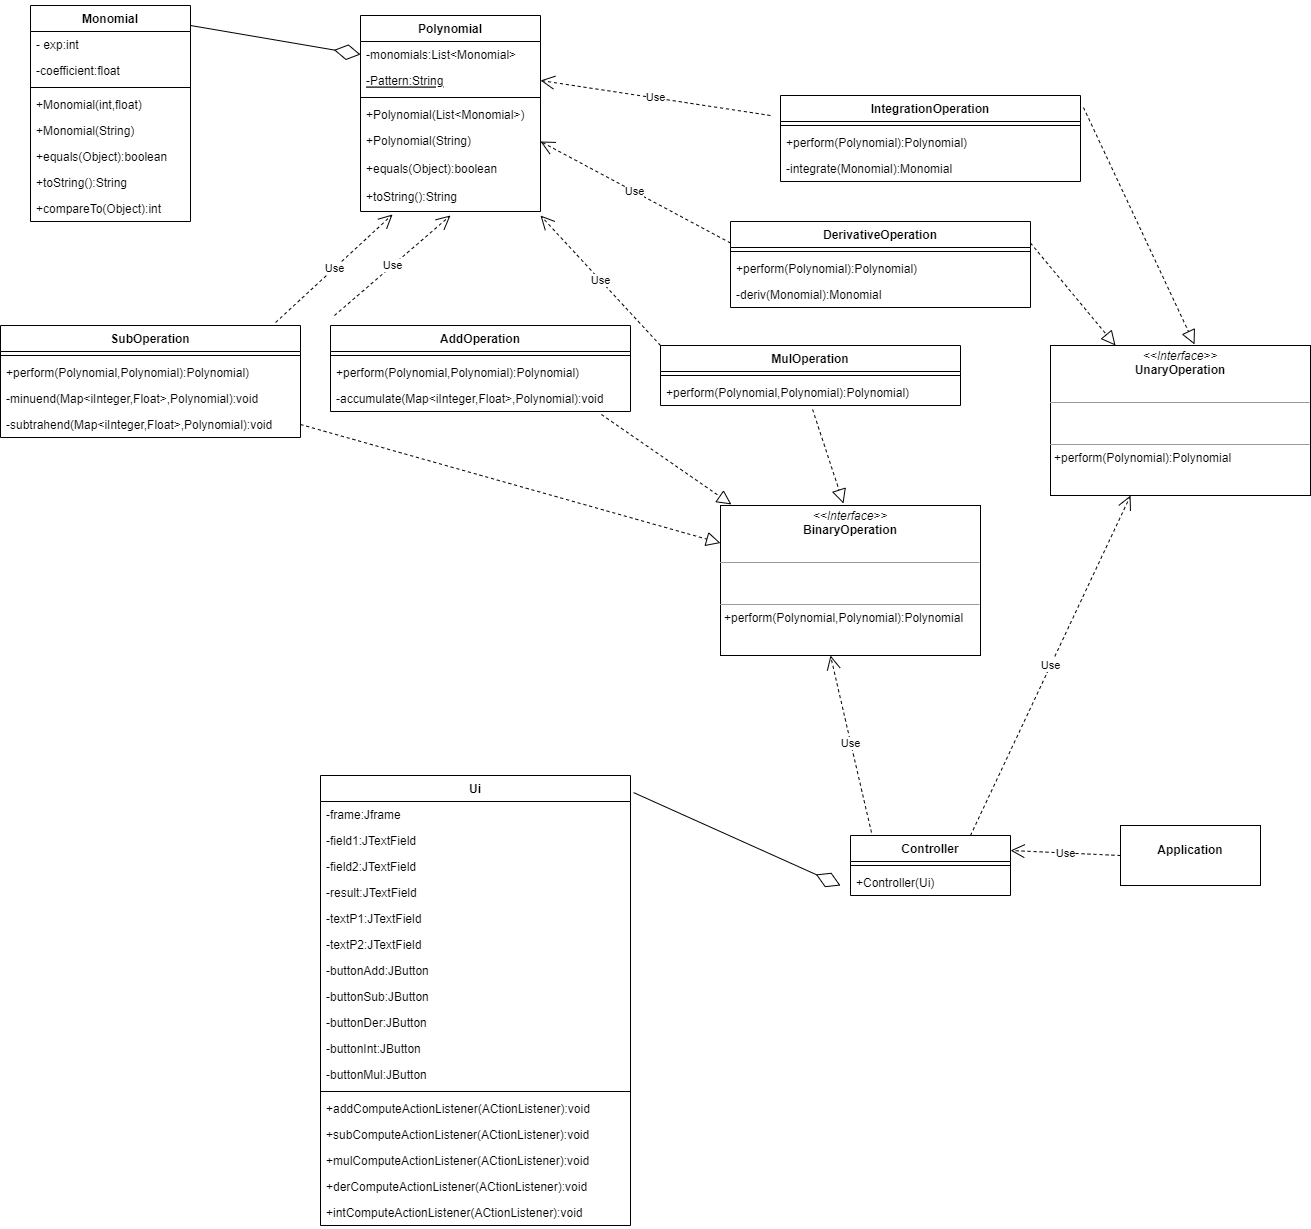 Monomial
- exp:int
-coefficient:float
+Monomial(int,float)
+Monomial(String)
+equals(Object):boolean
+toString():String
+compareTo(Object):int
Polynomial
-monomials:List<Monomial>
-Pattern:String
+Polynomial(List<Monomial>)
+Polynomial(String)
+equals(Object):boolean
+toString():String
Use
IntegrationOperation
+perform(Polynomial):Polynomial)
-integrate(Monomial):Monomial
Use
DerivativeOperation
+perform(Polynomial):Polynomial)
-deriv(Monomial):Monomial
Use
Use
Use
SubOperation
+perform(Polynomial,Polynomial):Polynomial)
-minuend(Map<iInteger,Float>,Polynomial):void
-subtrahend(Map<iInteger,Float>,Polynomial):void
AddOperation
+perform(Polynomial,Polynomial):Polynomial)
-accumulate(Map<iInteger,Float>,Polynomial):void
MulOperation
+perform(Polynomial,Polynomial):Polynomial)
<<Interface>>
UnaryOperation
+perform(Polynomial):Polynomial
<<Interface>>
BinaryOperation
+perform(Polynomial,Polynomial):Polynomial
Use
Use
Ui
-frame:Jframe
-field1:JTextField
-field2:JTextField
-result:JTextField
-textP1:JTextField
-textP2:JTextField
-buttonAdd:JButton
-buttonSub:JButton
-buttonDer:JButton
-buttonInt:JButton
-buttonMul:JButton
+addComputeActionListener(ACtionListener):void
+subComputeActionListener(ACtionListener):void
+mulComputeActionListener(ACtionListener):void
+derComputeActionListener(ACtionListener):void
+intComputeActionListener(ACtionListener):void
Controller
+Controller(Ui)
Use
Application